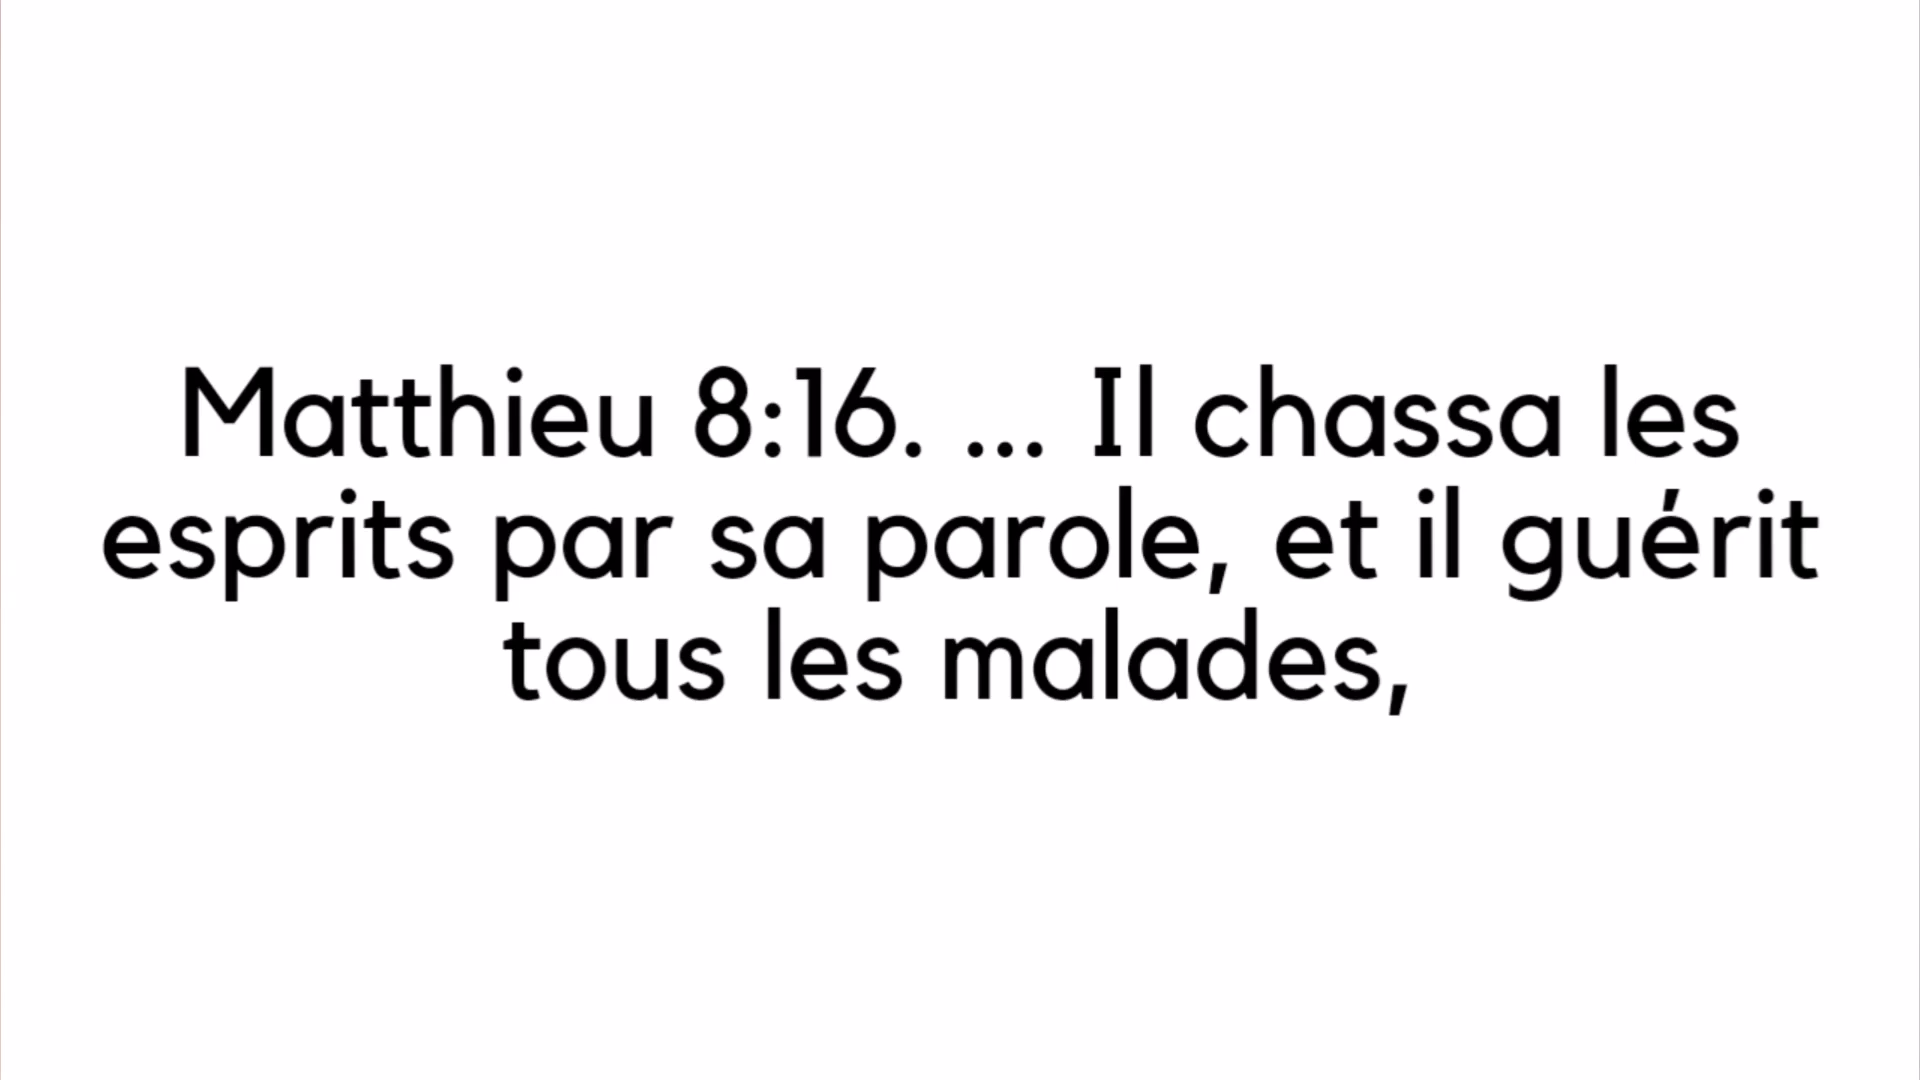 Matthieu 8:16. ... Il chassa les
esprits par sa parole, et il guérit
tous les malades,